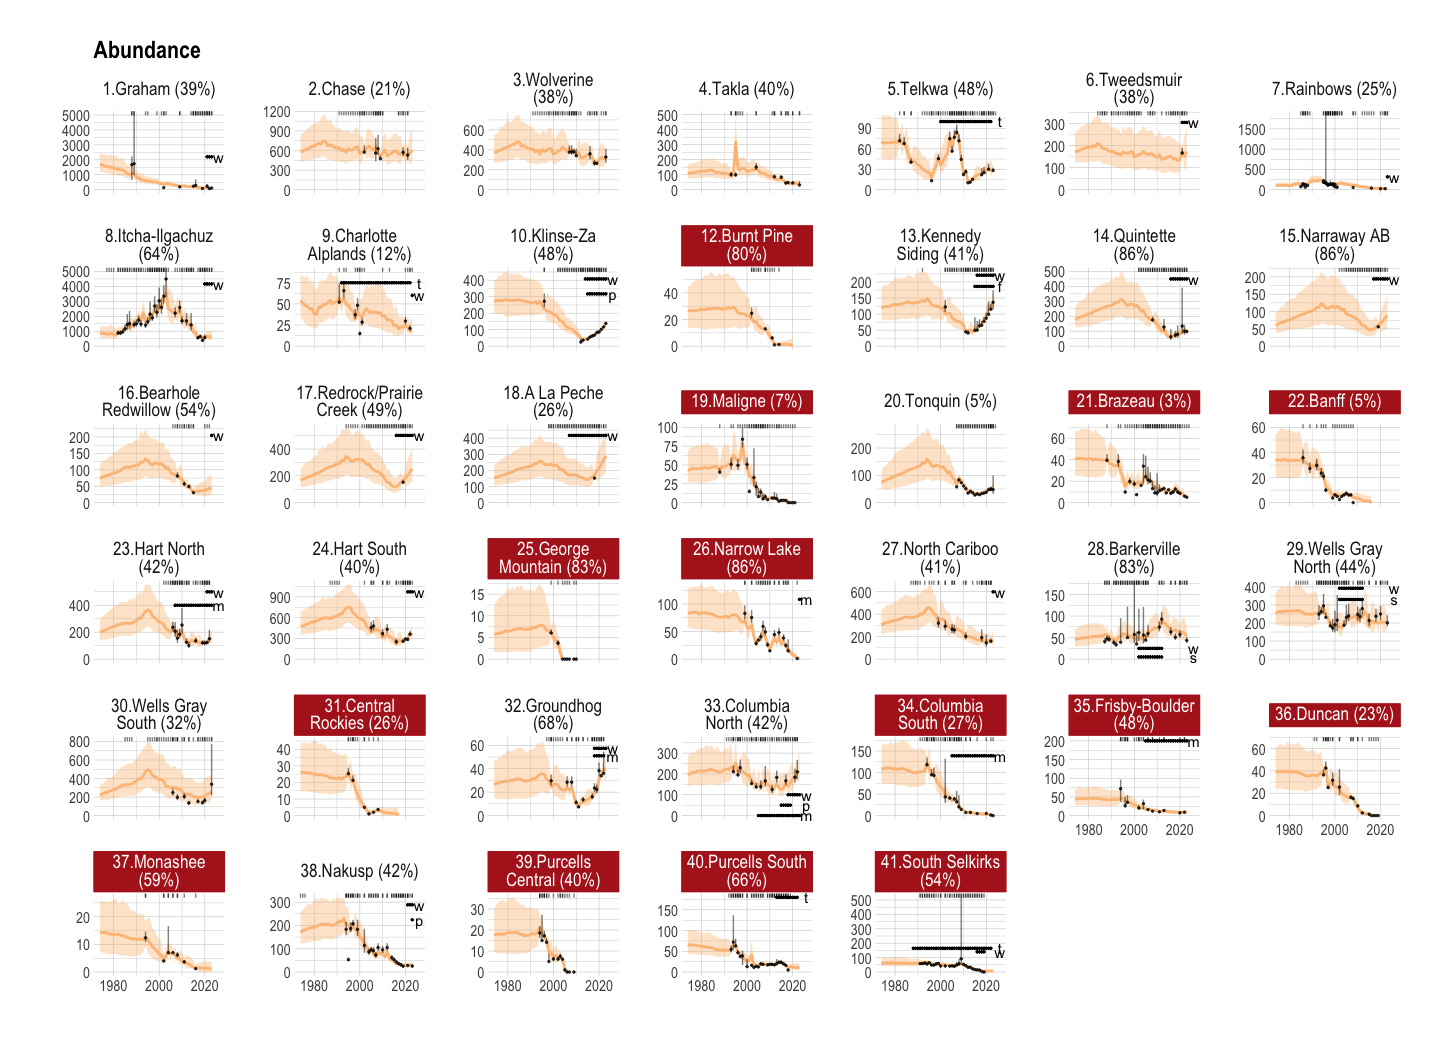 Abundance
1.Graham (39%)
2.Chase (21%)
3.Wolverine
(38%)
4.Takla (40%)
5.Telkwa (48%)
6.Tweedsmuir
(38%)
7.Rainbows (25%)
5000
4000
3000
2000
1000
0
w
1200
900
600
300
0
600
400
200
0
500
400
300
200
100
0
90
60
30
0
t
300
200
100
0
w
1500
1000
500
0
w
8.Itcha-Ilgachuz
(64%)
9.Charlotte
Alplands (12%)
10.Klinse-Za
(48%)
12.Burnt Pine
(80%)
13.Kennedy
Siding (41%)
14.Quintette
(86%)
15.Narraway AB
(86%)
5000
4000
3000
2000
1000
0
w
75
50
25
0
t
w
400
300
200
100
0
w
p
40
20
0
200
150
100
50
0
w
f
500
400
300
200
100
0
w
200
150
100
50
0
w
16.Bearhole
Redwillow (54%)
17.Redrock/Prairie
Creek (49%)
18.A La Peche
(26%)
19.Maligne (7%)
20.Tonquin (5%)
21.Brazeau (3%)
22.Banff (5%)
200
150
100
50
0
w
400
200
0
w
400
200
0
w
100
75
50
25
0
200
100
0
60
40
20
0
60
40
20
0
23.Hart North
(42%)
24.Hart South
(40%)
25.George
Mountain (83%)
26.Narrow Lake
(86%)
27.North Cariboo
(41%)
28.Barkerville
(83%)
29.Wells Gray
North (44%)
400
200
0
w
m
900
600
300
0
w
15
10
5
0
100
50
0
m
600
400
200
0
w
150
100
50
0
w
s
400
300
200
100
0
w
s
30.Wells Gray
South (32%)
31.Central
Rockies (26%)
32.Groundhog
(68%)
33.Columbia
North (42%)
34.Columbia
South (27%)
35.Frisby-Boulder
(48%)
36.Duncan (23%)
800
600
400
200
0
40
30
20
10
0
60
40
20
0
w
m
300
200
100
0
w
p
m
150
100
50
0
m
200
150
100
50
0
m
60
40
20
0
1980 2000 2020
1980 2000 2020
37.Monashee
(59%)
38.Nakusp (42%)
39.Purcells
Central (40%)
40.Purcells South
(66%)
41.South Selkirks
(54%)
20
10
0
300
200
100
0
w
p
30
20
10
0
150
100
50
0
t
500
400
300
200
100
0
t
w
1980 2000 2020
1980 2000 2020
1980 2000 2020
1980 2000 2020
1980 2000 2020